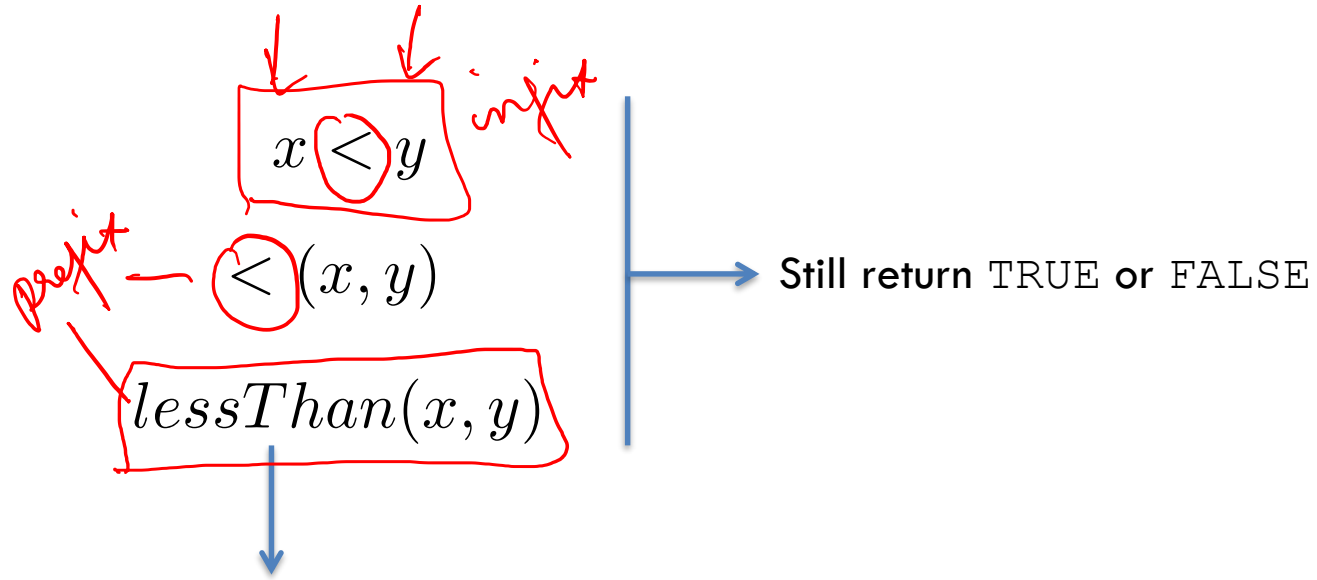 x < y
infix
prefix
< (x, y)
Still return TRUE or FALSE
lessThan(x, y)